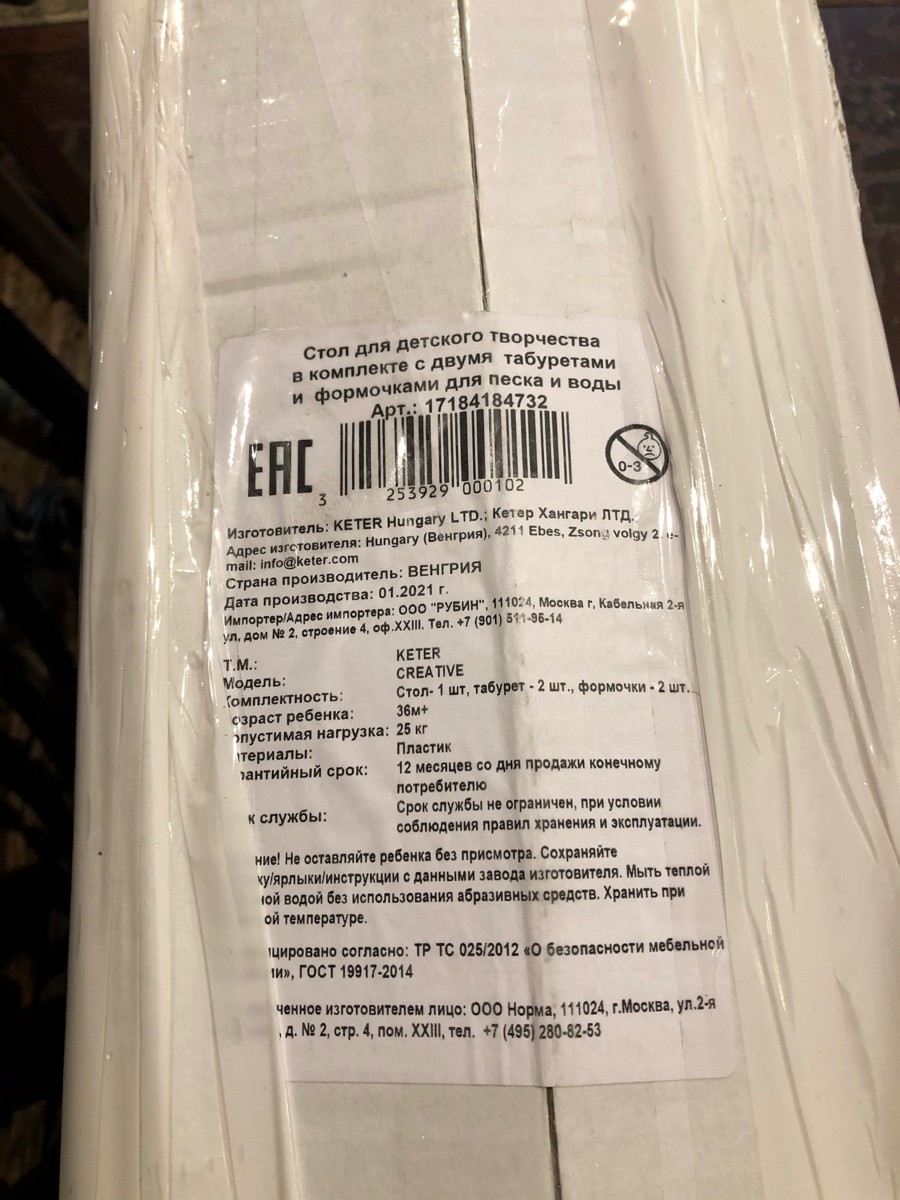 Стол для детского творчества
в комплекте с двумя табуретами
и формочками для песка и воды
Арт.: 17184184732
EAC
0-3
3 253929 000102
Изготовитель: KETER Hungary LTD.; Кетер Хангари ЛТД.
Адрес изготовителя: Hungary (Венгрия), 4211 Ebes, Zsong volgy 2. e-
mail: info@keter.com
Страна производитель: ВЕНГРИЯ
Дата производства: 01.2021 г.
Импортер/Адрес импортера: ООО "РУБИН", 111024, Москва г, Кабельная 2-я
ул, дом № 2, строение 4, оф.XXIII. Тел. +7 (901) 511-96-14
Т.М.: KETER
Модель: CREATIVE
Комплектность: Стол- 1 шт, табурет - 2 шт., формочки - 2 шт.
озраст ребенка: 36м+
опустимая нагрузка: 25 кг
териалы: Пластик
рантийный срок: 12 месяцев со дня продажи конечному
потребителю
к службы: Срок службы не ограничен, при условии
соблюдения правил хранения и эксплуатации.
ние! Не оставляйте ребенка без присмотра. Сохраняйте
ку/ярлыки/инструкции с данными завода изготовителя. Мыть теплой
ой водой без использования абразивных средств. Хранить при
ой температуре.
цировано согласно: ТР ТС 025/2012 «О безопасности мебельной
ии», ГОСТ 19917-2014
ченное изготовителем лицо: ООО Норма, 111024, г.Москва, ул.2-я
, д. № 2, стр. 4, пом. XXIII, тел. +7 (495) 280-82-53